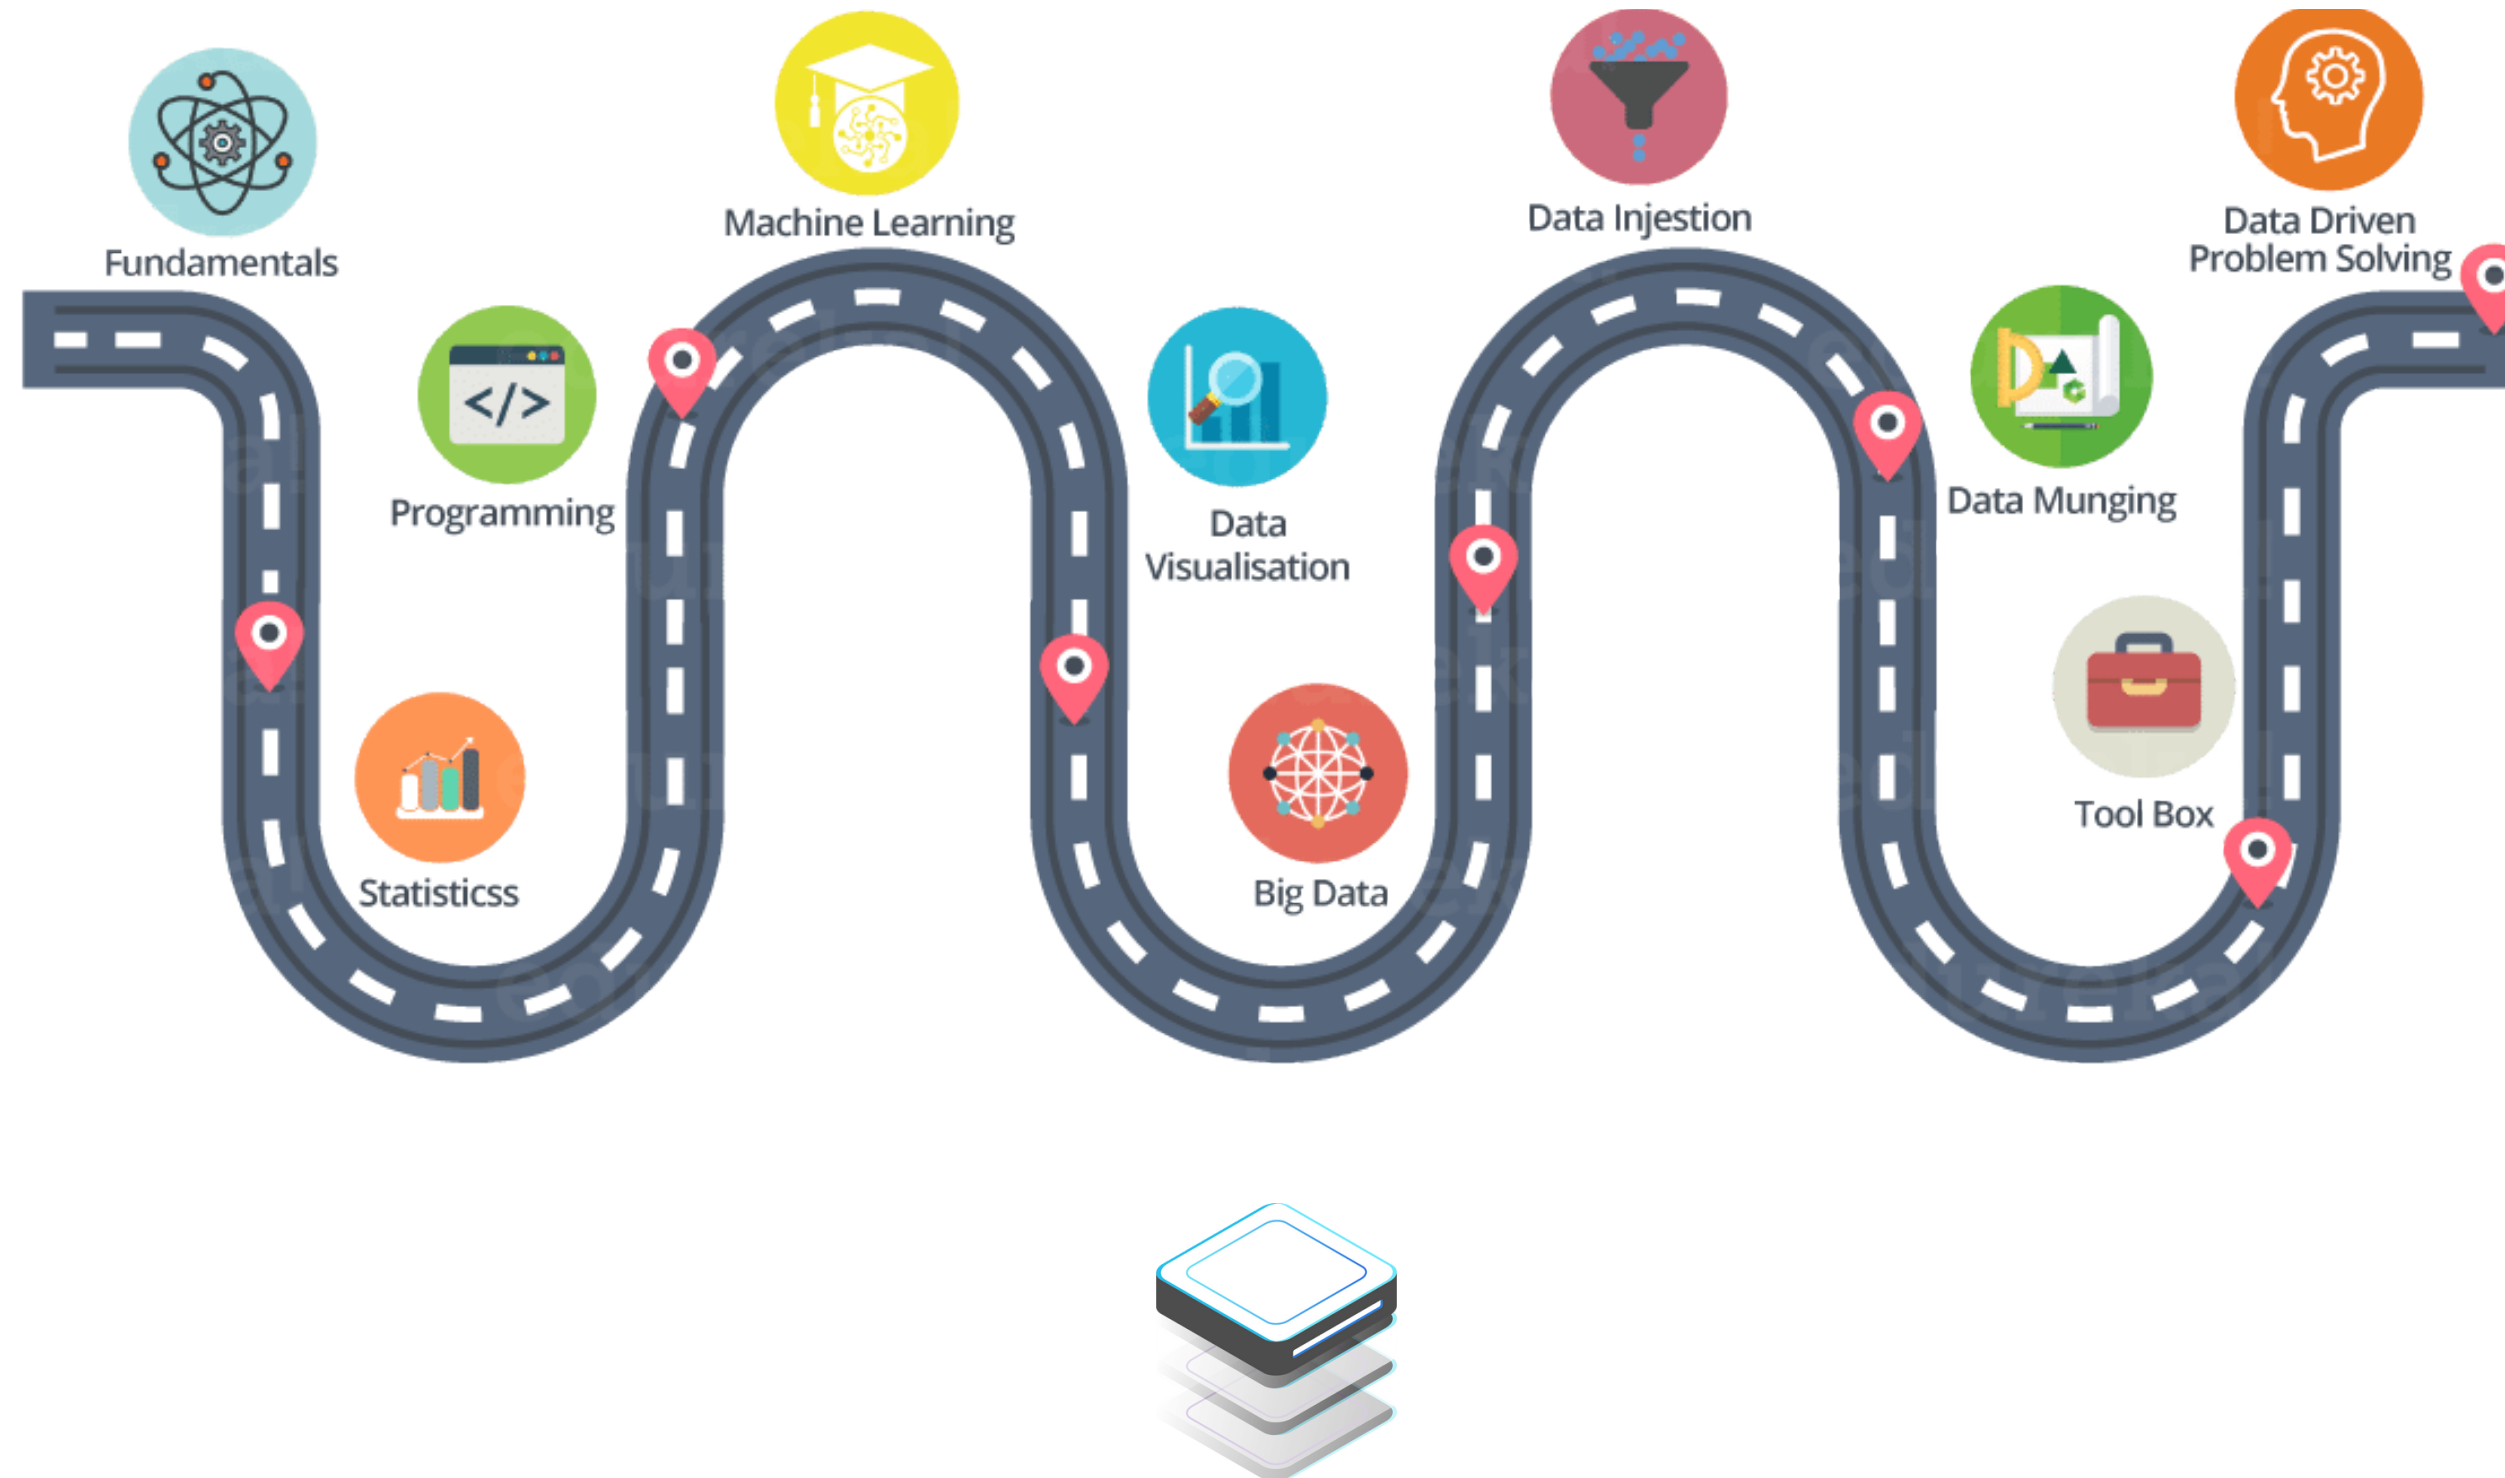 Fundamentals
Statisticss
Programming
Machine Learning
Data
Visualisation
Big Data
Data Injestion
Data Munging
Tool Box
Data Driven
Problem Solving